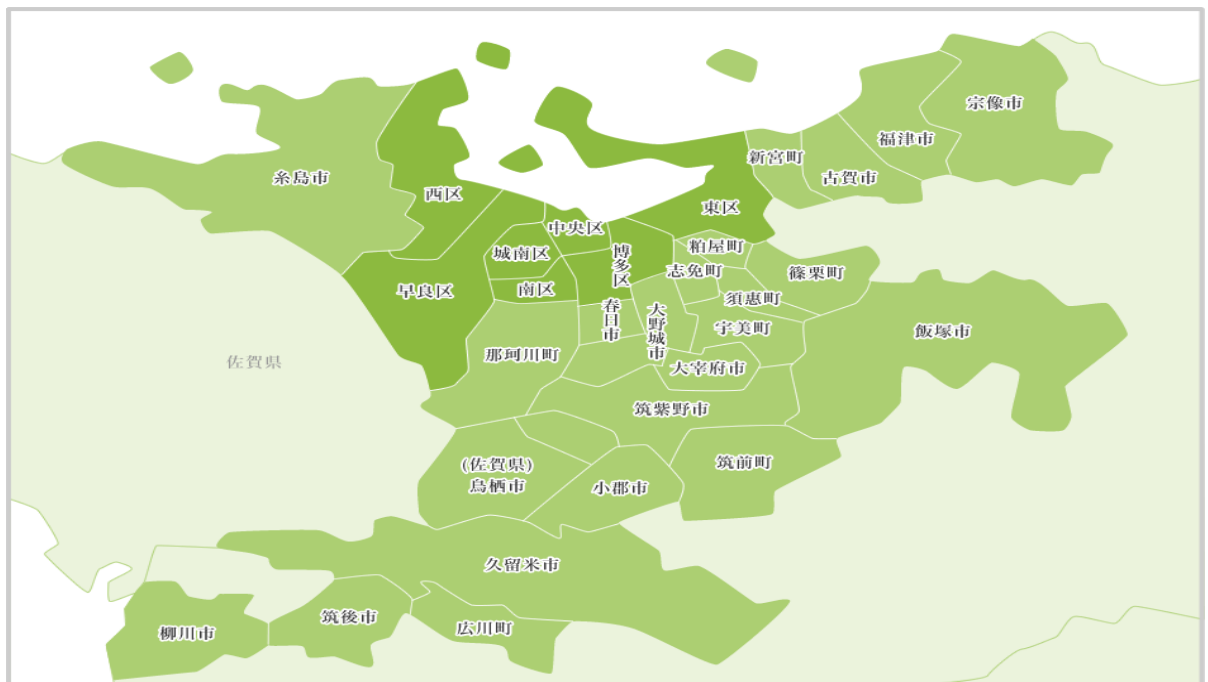 宗像市
福津市
新宮町
古賀市
糸島市
西区
東区
中央区
粕屋町
城南区
博多区
志免町
篠栗町
早良区
南区
須恵町
春日市
大野城市
宇美町
飯塚市
那珂川町
佐賀県
大宰府市
筑紫野市
(佐賀県)
鳥栖市
小郡市
筑前町
久留米市
筑後市
広川町
柳川市